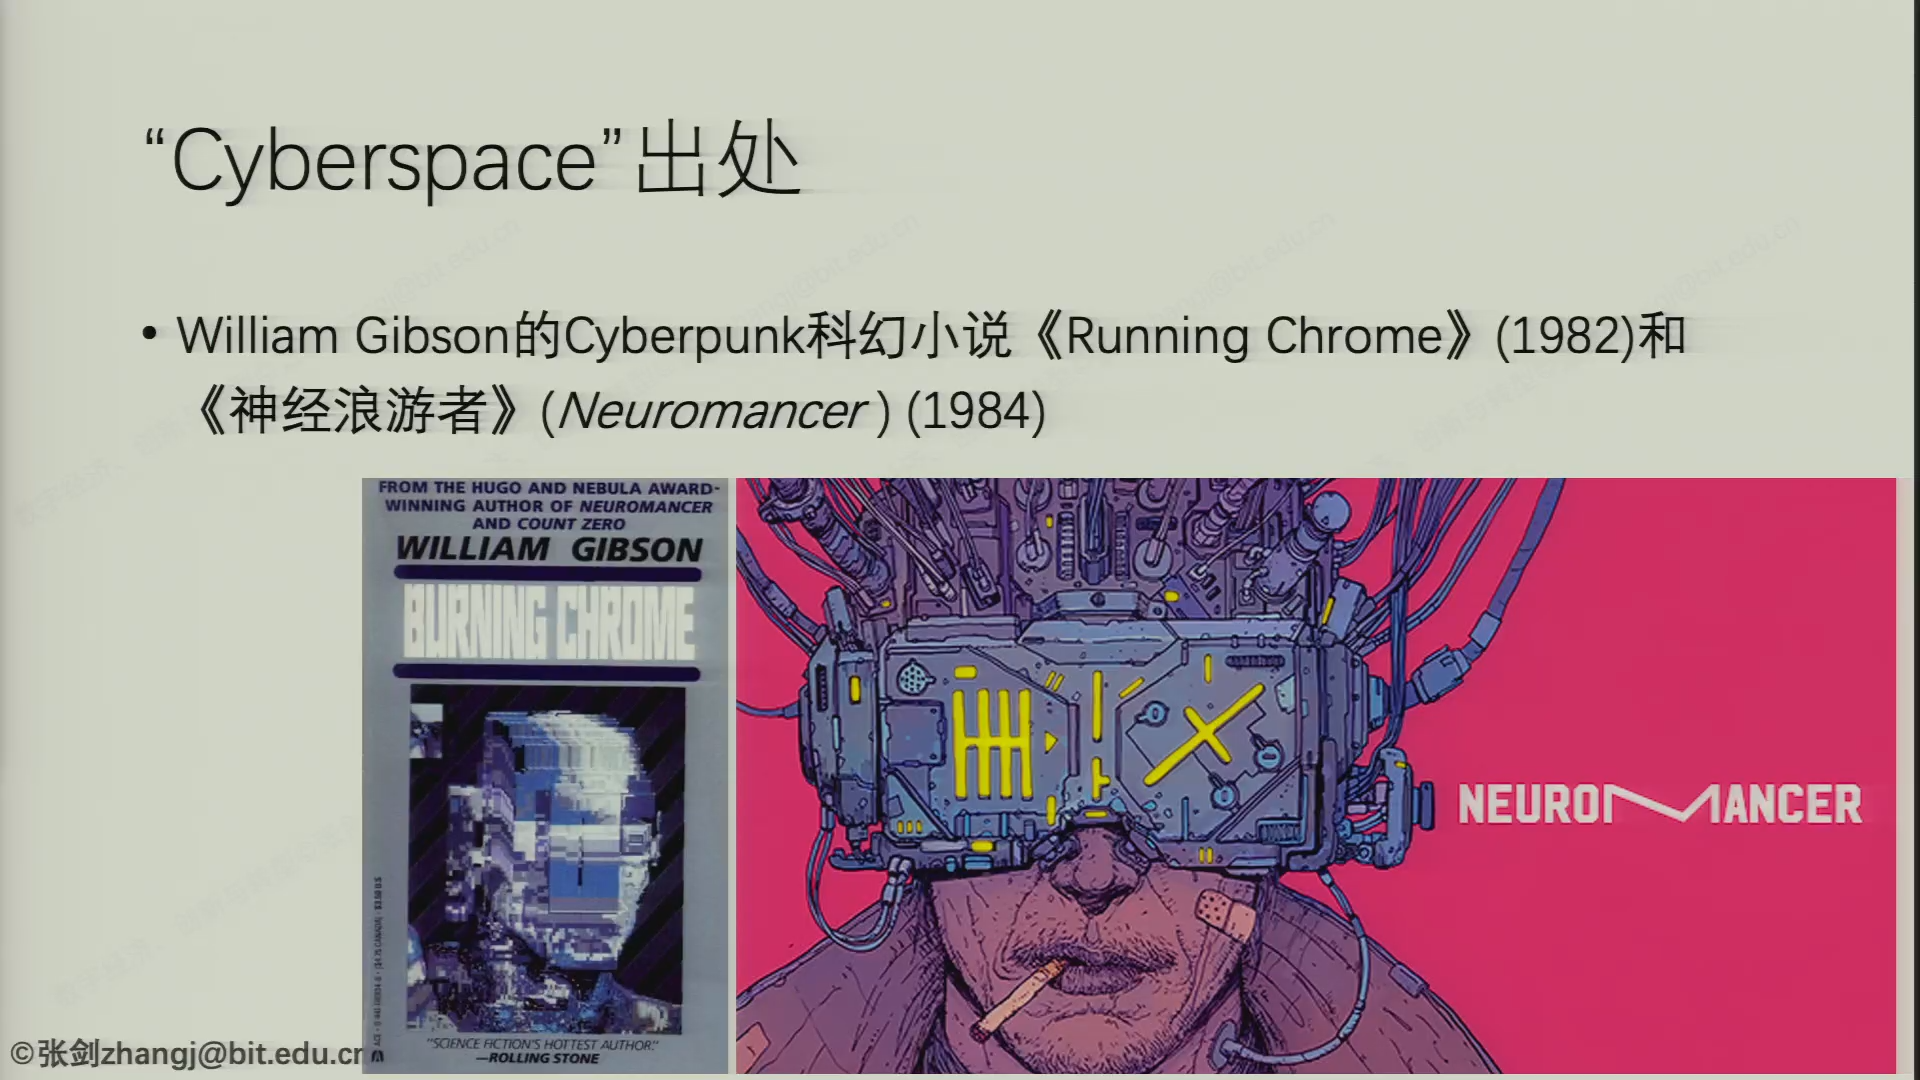 “Cyberspace”出处
• William Gibson的Cyberpunk科幻小说《Running Chrome》(1982)和
《神经浪游者》(Neuromancer) (1984)
FROM THE HUGO AND NEBULA AWARD-
WINNING AUTHOR OF NEUROMANCER
AND COUNT ZERO
WILLIAM GIBSON
BURNING CHROME
"SCIENCE FICTION'S HOTTEST AUTHOR."
—ROLLING STONE
NEUROMANCER
©张剑zhangj@bit.edu.cn